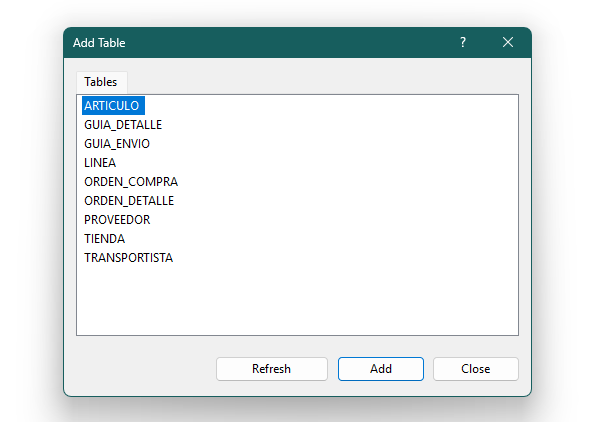 Add Table
?
Tables
ARTICULO
GUIA_DETALLE
GUIA_ENVIO
LINEA
ORDEN_COMPRA
ORDEN_DETALLE
PROVEEDOR
TIENDA
TRANSPORTISTA
Refresh Add Close